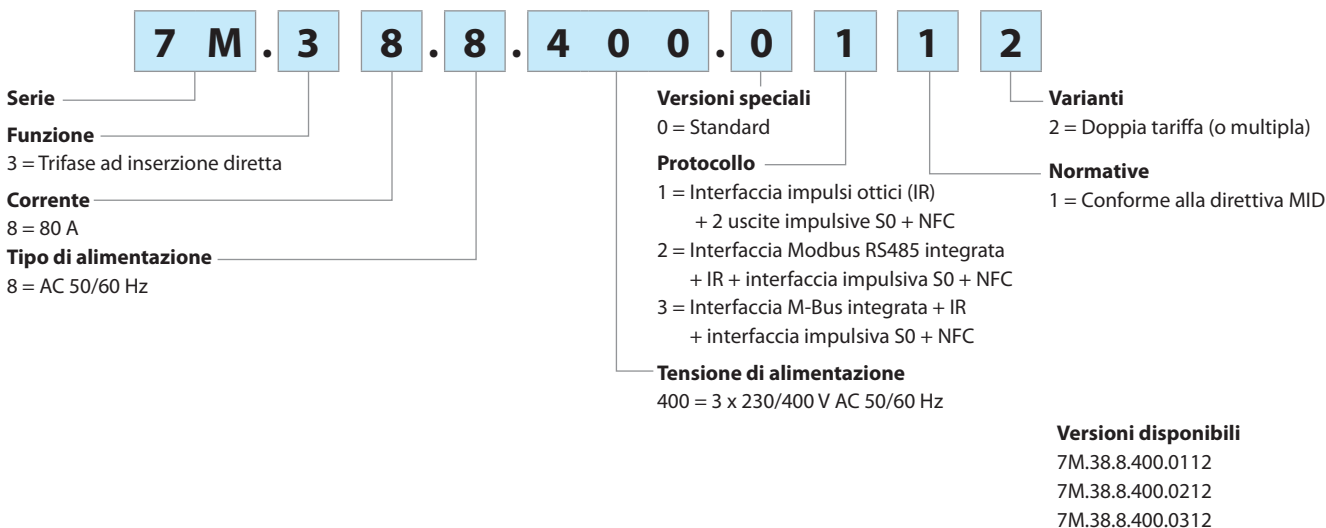 7 M . 3 8 . 8 . 4 0 0 . 0 1 1 2
Serie
Funzione
3 = Trifase ad inserzione diretta
Corrente
8 = 80 A
Tipo di alimentazione
8 = AC 50/60 Hz
Versioni speciali
0 = Standard
Protocollo
1 = Interfaccia impulsi ottici (IR)
+ 2 uscite impulsive S0 + NFC
2 = Interfaccia Modbus RS485 integrata
+ IR + interfaccia impulsiva S0 + NFC
3 = Interfaccia M-Bus integrata + IR
+ interfaccia impulsiva S0 + NFC
Tensione di alimentazione
400 = 3 x 230/400 V AC 50/60 Hz
Varianti
2 = Doppia tariffa (o multipla)
Normative
1 = Conforme alla direttiva MID
Versioni disponibili
7M.38.8.400.0112
7M.38.8.400.0212
7M.38.8.400.0312